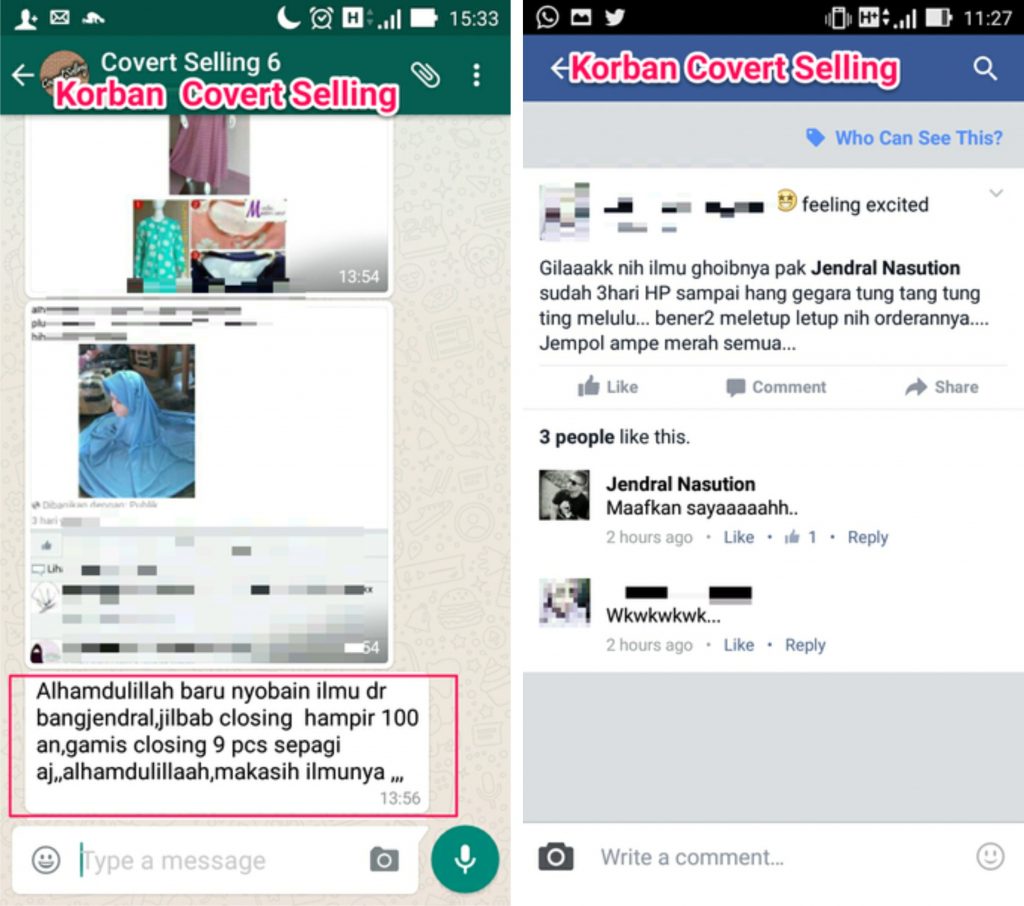 15:33
Covert Selling 6
Korban Covert Selling
13:54
3 hari
54
Alhamdulillah baru nyobain ilmu dr
bangjendral,jilbab closing hampir 100
an,gamis closing 9 pcs sepagi
aj,,alhamdulillaah,makasih ilmunya ,,,
13:56
Type a message
11:27
Korban Covert Selling
Who Can See This?
feeling excited
Gilaaakk nih ilmu ghoibnya pak Jendral Nasution
sudah 3hari HP sampai hang gegara tung tang tung
ting melulu... bener2 meletup letup nih orderannya....
Jempol ampe merah semua...
Like Comment Share
3 people like this.
Jendral Nasution
Maafkan sayaaaaahh..
2 hours ago • Like • 1 • Reply
Wkwkwkwk...
2 hours ago • Like • Reply
Write a comment...